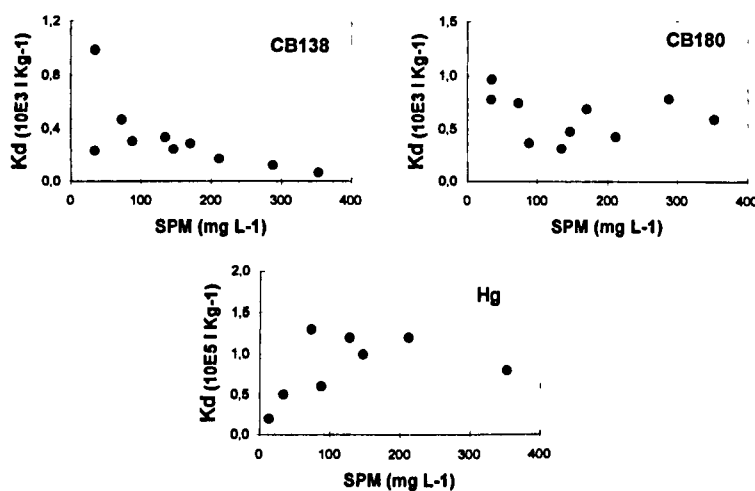 CB138
Kd (10E3 l Kg-1)
1,2
0,8
0,4
0,0
0 100 200 300 400
SPM (mg L-1)
CB180
Kd (10E3 l Kg-1)
1,5
1,0
0,5
0,0
0 100 200 300 400
SPM (mg L-1)
Hg
Kd (10E5 l Kg-1)
2,0
1,5
1,0
0,5
0,0
0 100 200 300 400
SPM (mg L-1)